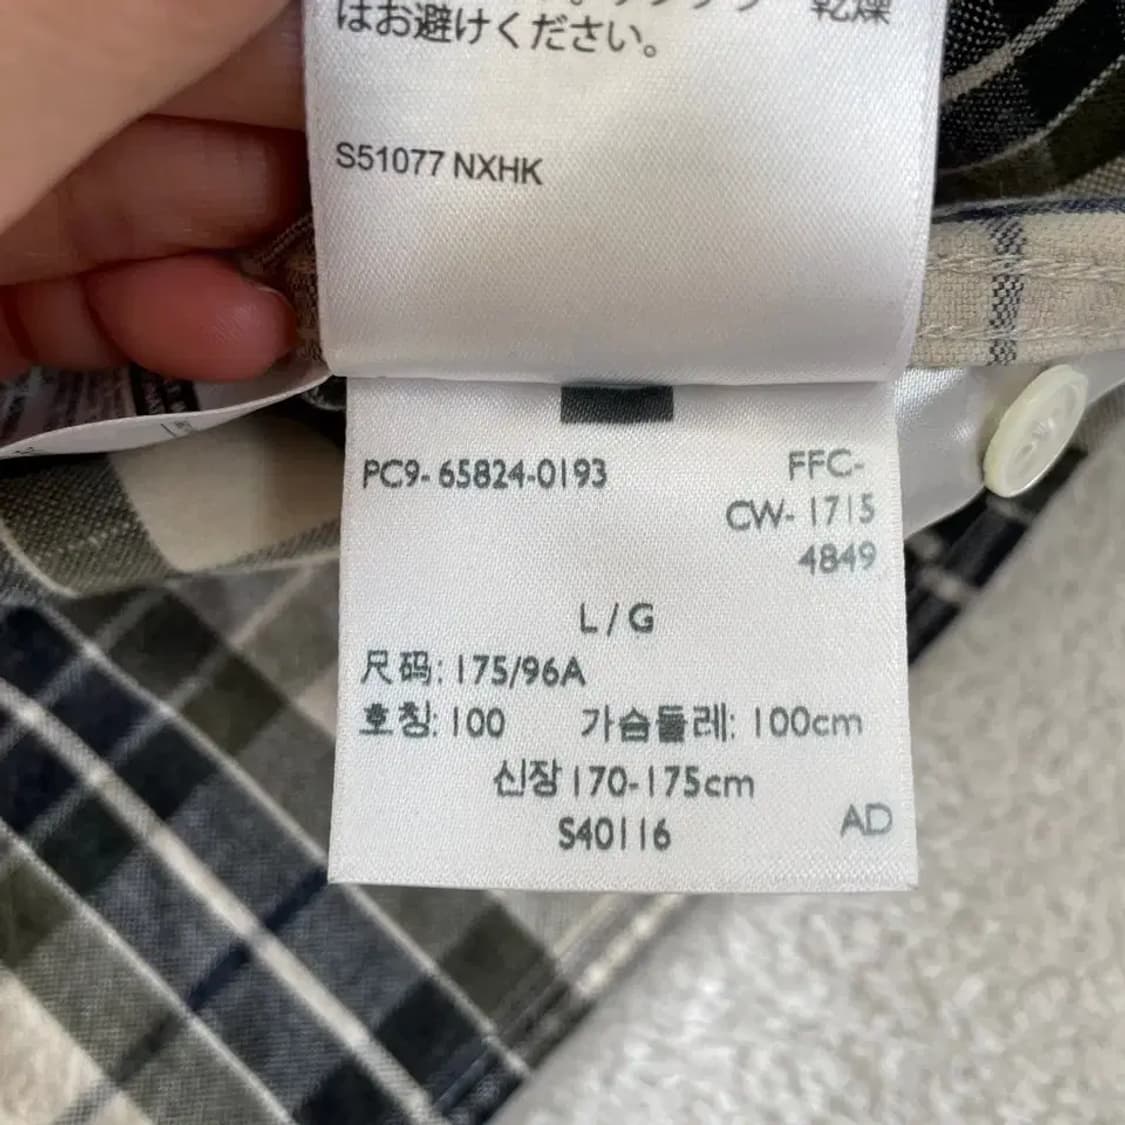 はお避けください。
S51077 NXHK
PC9- 65824-0193
FFC-
CW- 1715
4849
L / G
尺码: 175/96A
호칭: 100 가슴둘레: 100cm
신장 170-175cm
S40116
AD